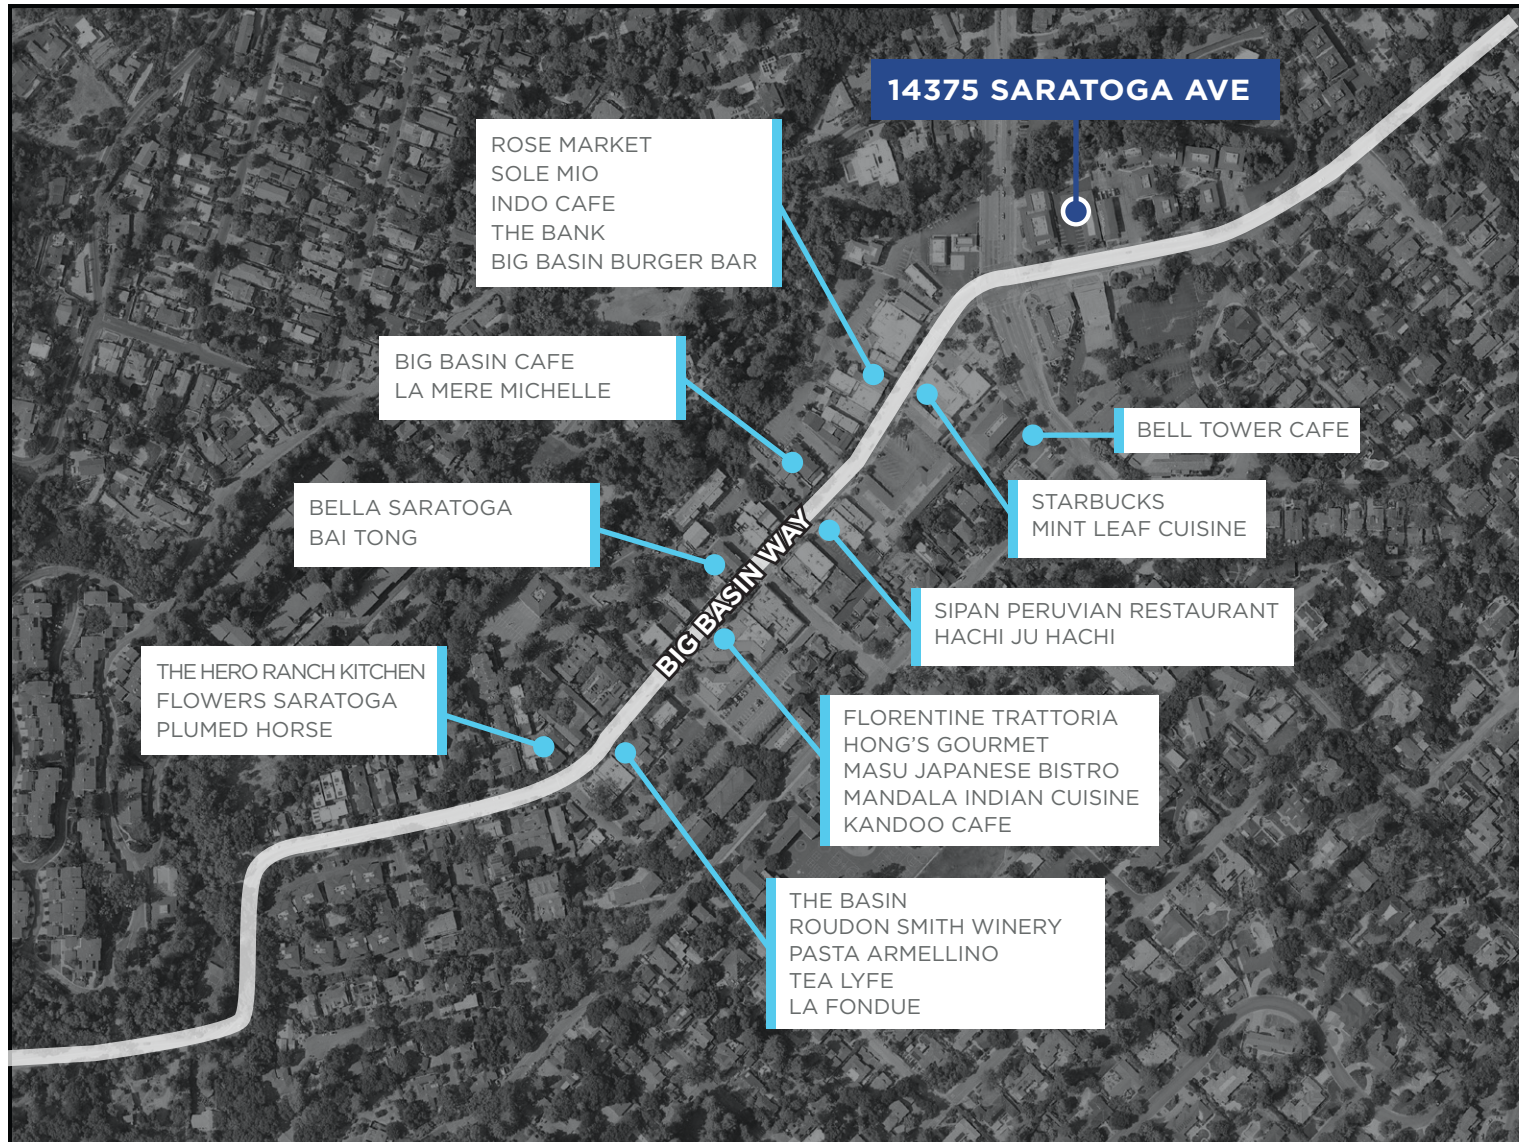 14375 SARATOGA AVE
ROSE MARKET
SOLE MIO
INDO CAFE
THE BANK
BIG BASIN BURGER BAR
BIG BASIN CAFE
LA MERE MICHELLE
BELL TOWER CAFE
STARBUCKS
MINT LEAF CUISINE
BELLA SARATOGA
BAI TONG
BIG BASIN WAY
SIPAN PERUVIAN RESTAURANT
HACHI JU HACHI
THE HERO RANCH KITCHEN
FLOWERS SARATOGA
PLUMED HORSE
FLORENTINE TRATTORIA
HONG'S GOURMET
MASU JAPANESE BISTRO
MANDALA INDIAN CUISINE
KANDOO CAFE
THE BASIN
ROUDON SMITH WINERY
PASTA ARMELLINO
TEA LYFE
LA FONDUE